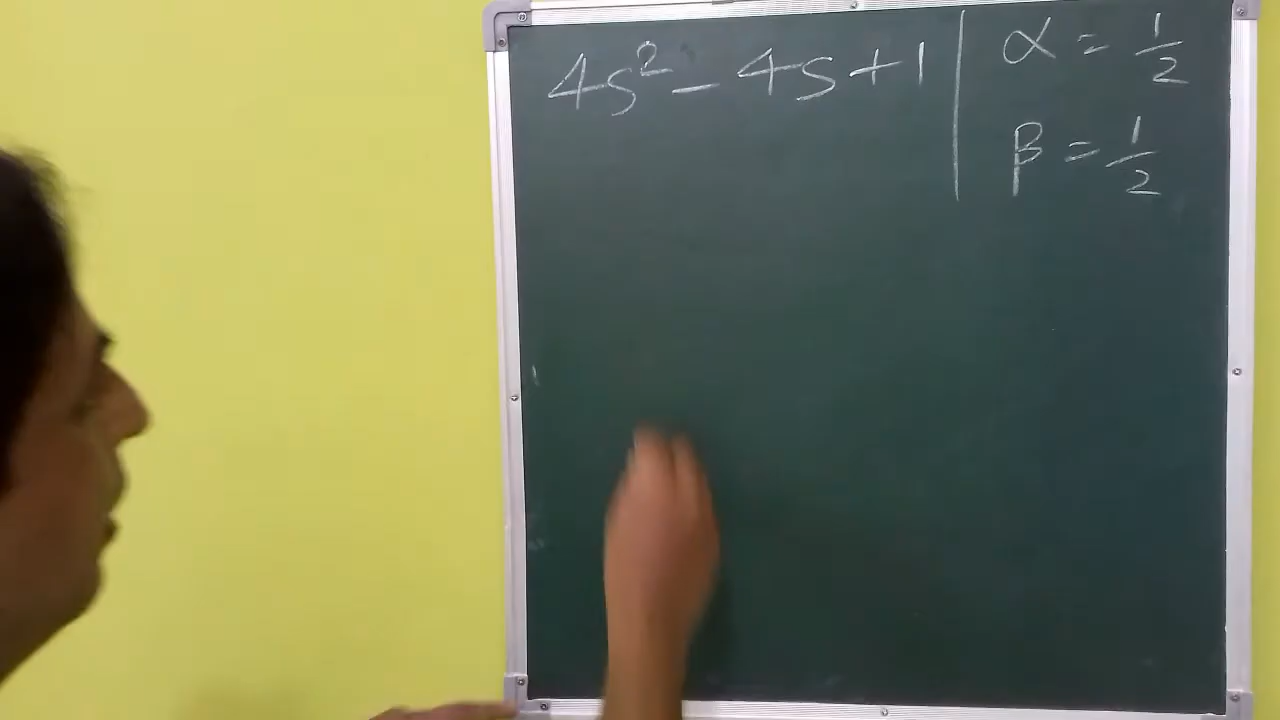 4s² - 4s + 1
α = 1/2
β = 1/2